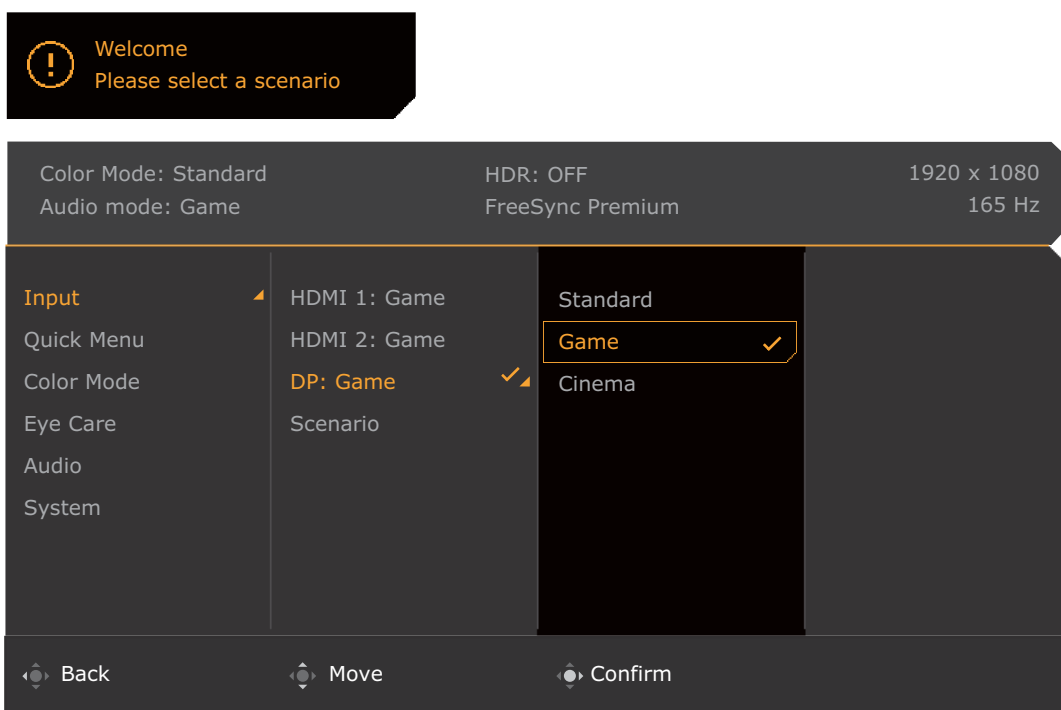 Welcome
Please select a scenario
Color Mode: Standard
Audio mode: Game
HDR: OFF
FreeSync Premium
1920 x 1080
165 Hz
Input
Quick Menu
Color Mode
Eye Care
Audio
System
HDMI 1: Game
HDMI 2: Game
DP: Game
Scenario
Standard
Game
Cinema
Back
Move
Confirm